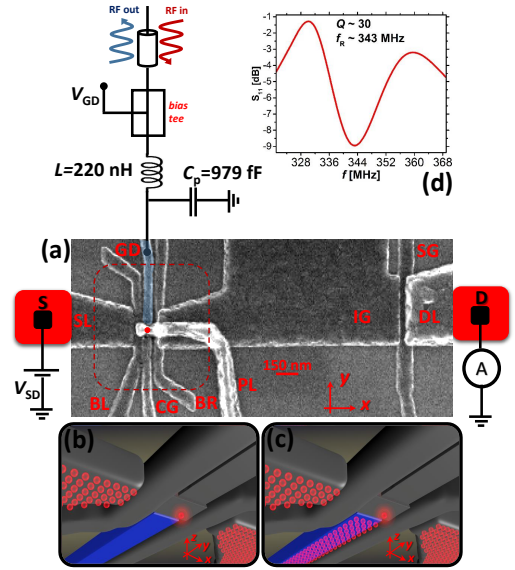 RF out
RF in
V_GD
bias
tee
L=220 nH
C_p=979 fF
Q ~ 30
f_R ~ 343 MHz
S_11 [dB]
-1
-2
-3
-4
-5
-6
-7
-8
-9
328 336 344 352 360 368
f [MHz]
(d)
(a)
GD
SG
S
SL
IG
DL
D
150 nm
V_SD
BL
CG
BR
PL
y
x
A
(b)
z
y
x
(c)
z
y
x